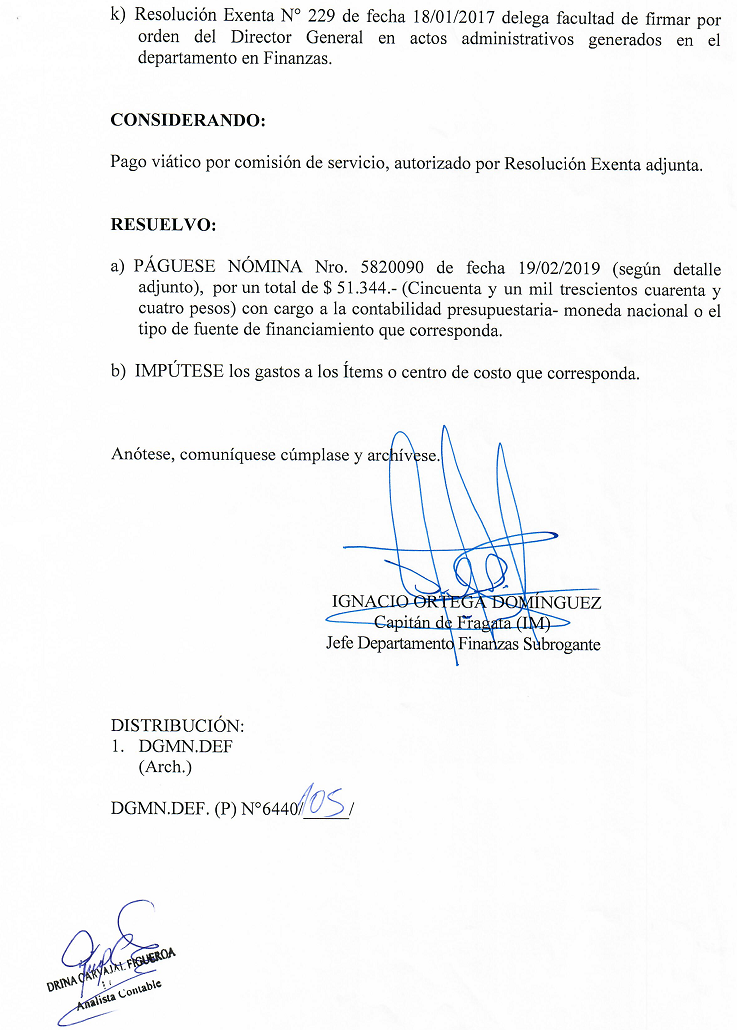 k) Resolución Exenta N° 229 de fecha 18/01/2017 delega facultad de firmar por
orden del Director General en actos administrativos generados en el
departamento en Finanzas.
CONSIDERANDO:
Pago viático por comisión de servicio, autorizado por Resolución Exenta adjunta.
RESUELVO:
a) PÁGUESE NÓMINA Nro. 5820090 de fecha 19/02/2019 (según detalle
adjunto), por un total de $ 51.344.- (Cincuenta y un mil trescientos cuarenta y
cuatro pesos) con cargo a la contabilidad presupuestaria- moneda nacional o el
tipo de fuente de financiamiento que corresponda.
b) IMPÚTESE los gastos a los Ítems o centro de costo que corresponda.
Anótese, comuníquese cúmplase y archívese.
IGNACIO ORTEGA DOMÍNGUEZ
Capitán de Fragata (IM)
Jefe Departamento Finanzas Subrogante
DISTRIBUCIÓN:
1. DGMN.DEF
(Arch.)
DGMN.DEF. (P) N°6440/105/
DRINA CARVAJAL FIGUEROA
Analista Contable